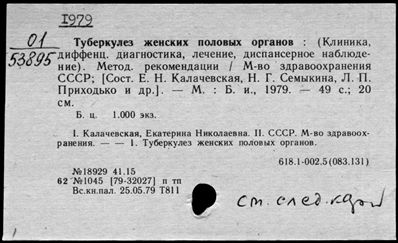 1979
01
53895
Туберкулез женских половых органов : (Клиника,
дифференц. диагностика, лечение, диспансерное наблюде-
ние). Метод. рекомендации / М-во здравоохранения
СССР; [Сост. Е. Н. Калачевская, Н. Г. Семыкина, Л. П.
Приходько и др.]. — М. : Б. и., 1979. — 49 с.; 20
см.
Б. ц. 1.000 экз.
I. Калачевская, Екатерина Николаевна. II. СССР. М-во здравоох-
ранения. — — 1. Туберкулез женских половых органов.
618.1-002.5(083.131)
№18929 41.15
62 №1045 [79-32027] п тп
Вс.кн.пал. 25.05.79 Т811
см. след. карт